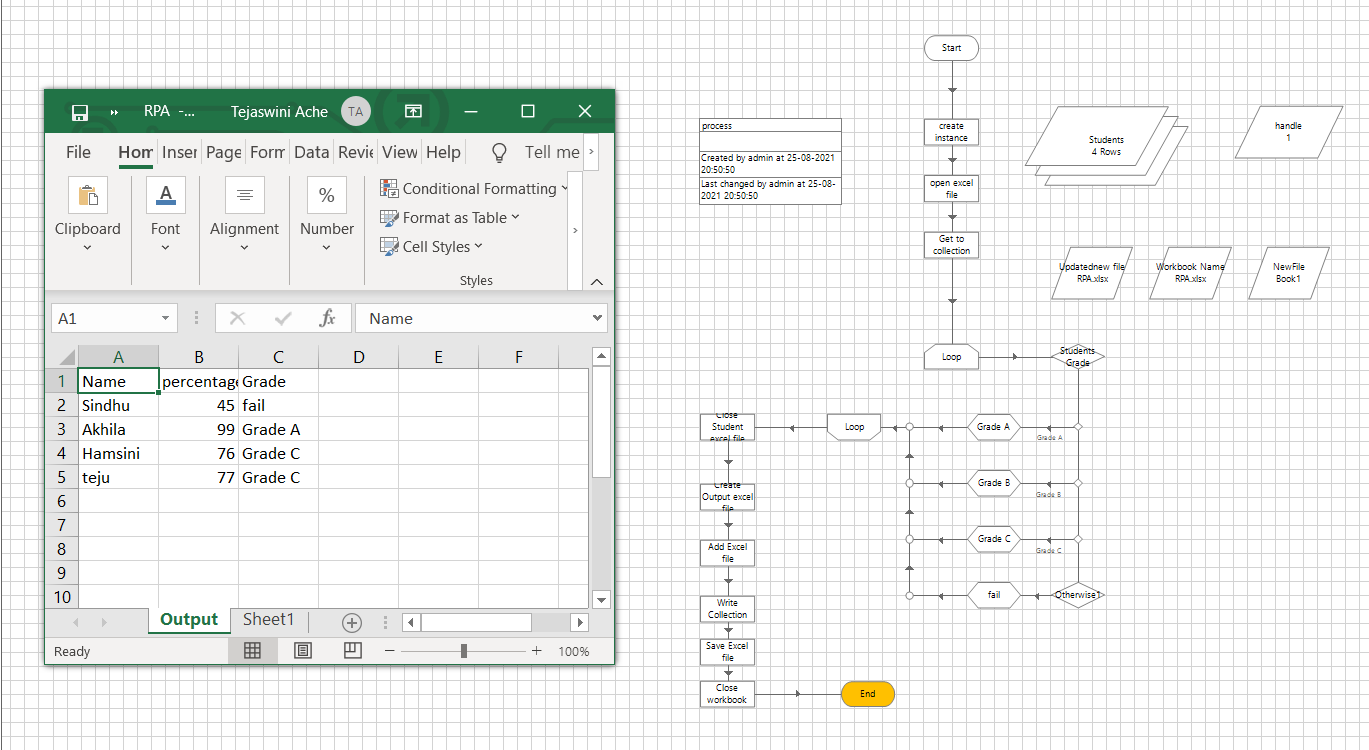 RPA -...
Tejaswini Ache
TA
File Hom Inser Page Form Data Revie View Help Tell me
Clipboard
Font
Alignment
%
Number
Conditional Formatting
Format as Table
Cell Styles
Styles
A1
fx
Name
A B C D E F
1 Name percentage Grade
2 Sindhu 45 fail
3 Akhila 99 Grade A
4 Hamsini 76 Grade C
5 teju 77 Grade C
6
7
8
9
10
Output Sheet1
Ready
100%
process
Created by admin at 25-08-2021
20:50:50
Last changed by admin at 25-08-
2021 20:50:50
Start
create
instance
open excel
file
Get to
collection
Loop
Students
4 Rows
handle
1
Updatednew file
RPA.xlsx
Workbook Name
RPA.xlsx
NewFile
Book1
Students
Grade
Grade A
Grade A
Grade B
Grade B
Grade C
Grade C
fail
Otherwise1
Loop
Close
Student
excel file
Create
Output excel
file
Add Excel
file
Write
Collection
Save Excel
file
Close
workbook
End